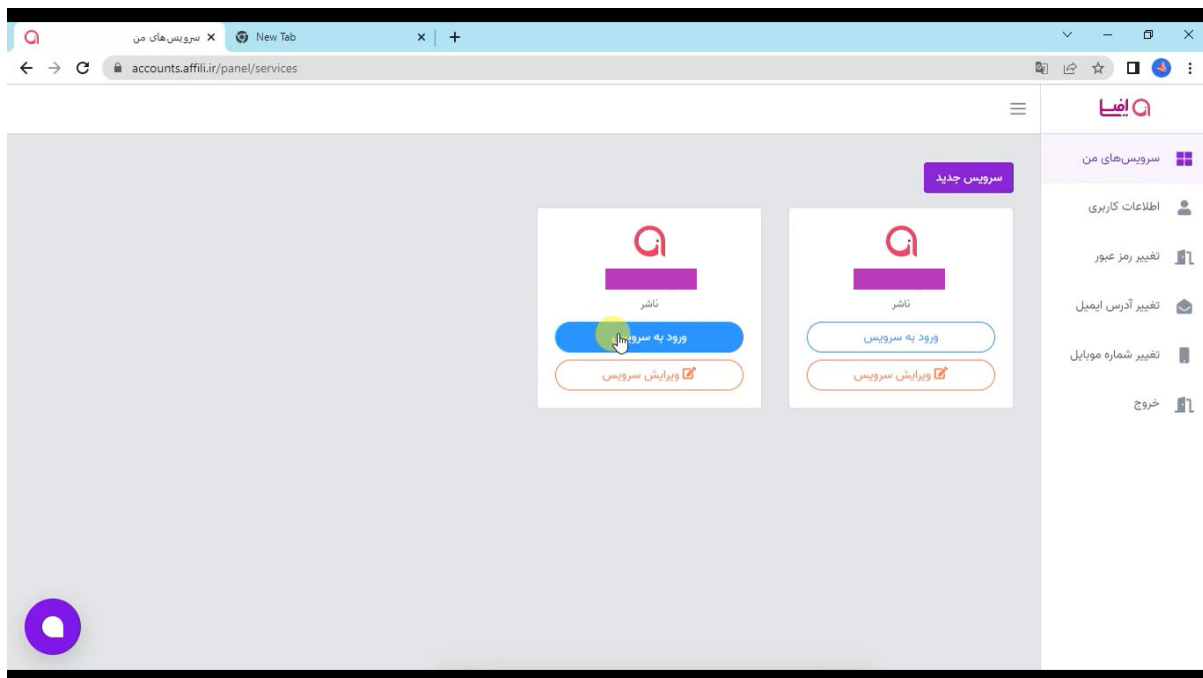 سرویس‌های من
New Tab
accounts.affili.ir/panel/services
افیلی
سرویس‌های من
اطلاعات کاربری
تغییر رمز عبور
تغییر آدرس ایمیل
تغییر شماره موبایل
خروج
سرویس جدید
ناشر
ورود به سرویس
ویرایش سرویس
ناشر
ورود به سرویس
ویرایش سرویس